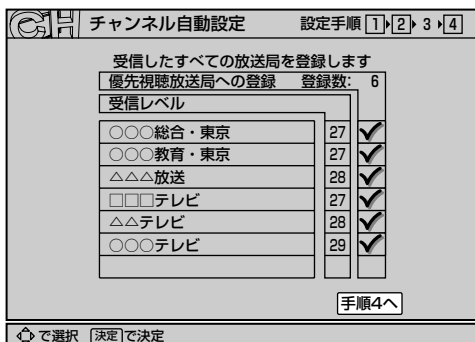 CH チャンネル自動設定 設定手順 1 2 3 4
受信したすべての放送局を登録します
優先視聴放送局への登録 登録数: 6
受信レベル
○○○総合・東京 27
○○○教育・東京 27
△△△放送 28
□□□テレビ 27
△△テレビ 28
○○○テレビ 29
手順4へ
で選択 決定で決定